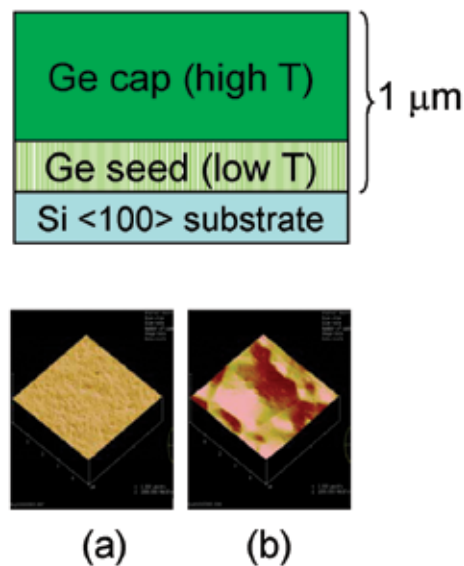 Ge cap (high T)
1 μm
Ge seed (low T)
Si <100> substrate
(a) (b)